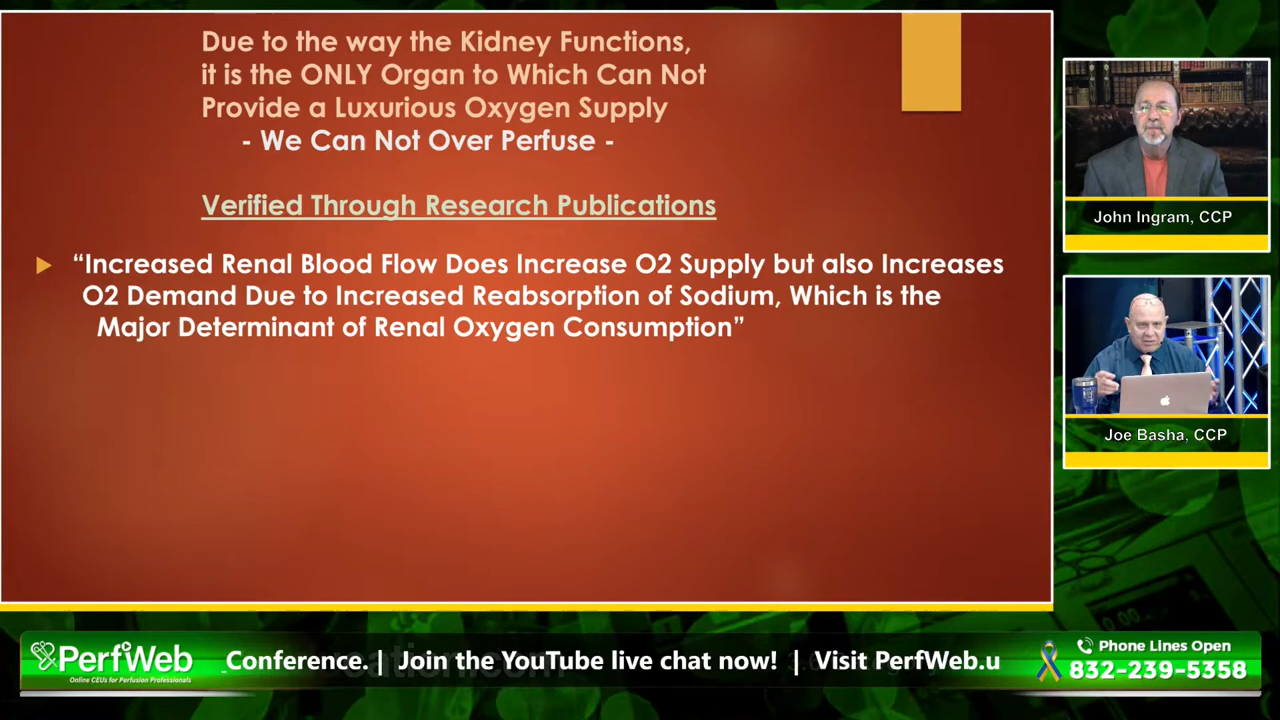 Due to the way the Kidney Functions,
it is the ONLY Organ to Which Can Not
Provide a Luxurious Oxygen Supply
- We Can Not Over Perfuse -
Verified Through Research Publications
“Increased Renal Blood Flow Does Increase O2 Supply but also Increases
O2 Demand Due to Increased Reabsorption of Sodium, Which is the
Major Determinant of Renal Oxygen Consumption”
John Ingram, CCP
Joe Basha, CCP
PerfWeb
Online CEUs for Perfusion Professionals
Conference. | Join the YouTube live chat now! | Visit PerfWeb.u
Phone Lines Open
832-239-5358